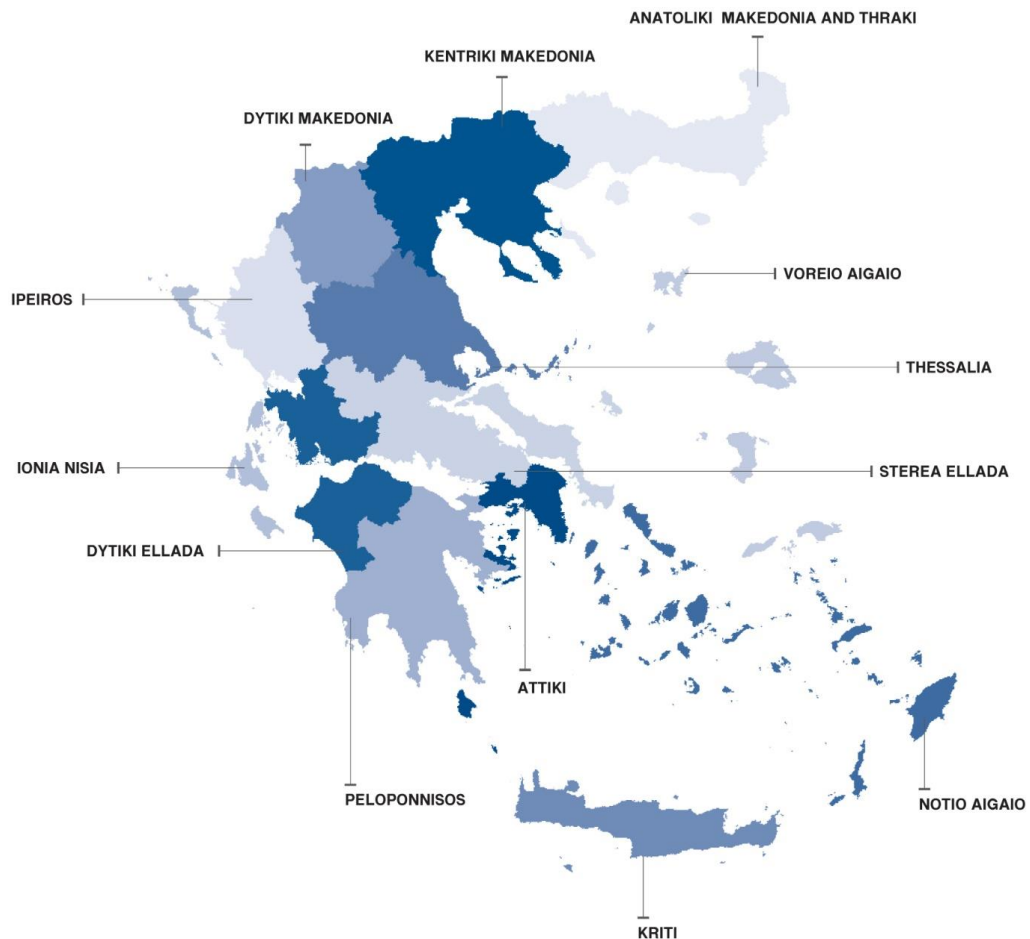 ANATOLIKI MAKEDONIA AND THRAKI
KENTRIKI MAKEDONIA
DYTIKI MAKEDONIA
VOREIO AIGAIO
IPEIROS
THESSALIA
IONIA NISIA
STEREA ELLADA
DYTIKI ELLADA
ATTIKI
PELOPONNISOS
NOTIO AIGAIO
KRITI